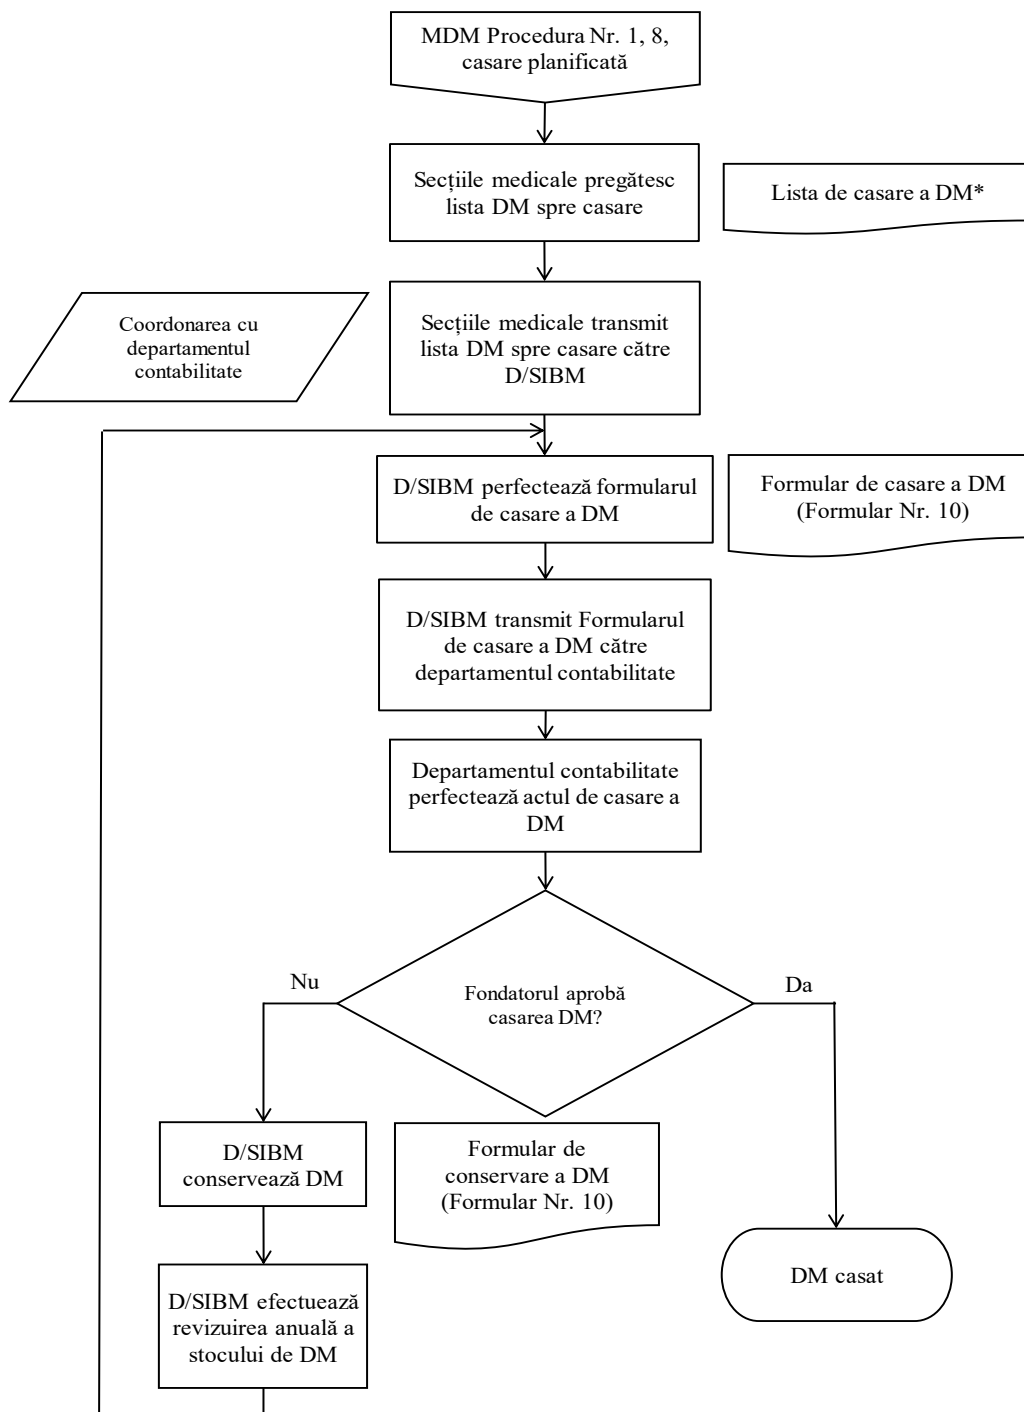 MDM Procedura Nr. 1, 8,
casare planificată
Secțiile medicale pregătesc
lista DM spre casare
Lista de casare a DM*
Coordonarea cu
departamentul
contabilitate
Secțiile medicale transmit
lista DM spre casare către
D/SIBM
D/SIBM perfectează formularul
de casare a DM
Formular de casare a DM
(Formular Nr. 10)
D/SIBM transmit Formularul
de casare a DM către
departamentul contabilitate
Departamentul contabilitate
perfectează actul de casare a
DM
Nu
Fondatorul aprobă
casarea DM?
Da
D/SIBM
conservează DM
Formular de
conservare a DM
(Formular Nr. 10)
DM casat
D/SIBM efectuează
revizuirea anuală a
stocului de DM